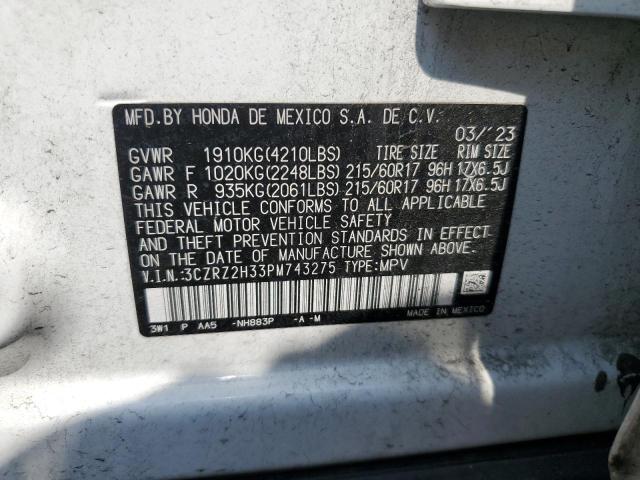 MFD.BY HONDA DE MEXICO S.A. DE C.V.
03/'23
GVWR 1910KG(4210LBS) TIRE SIZE RIM SIZE
GAWR F 1020KG(2248LBS) 215/60R17 96H 17X6.5J
GAWR R 935KG(2061LBS) 215/60R17 96H 17X6.5J
THIS VEHICLE CONFORMS TO ALL APPLICABLE
FEDERAL MOTOR VEHICLE SAFETY
AND THEFT PREVENTION STANDARDS IN EFFECT
ON THE DATE OF MANUFACTURE SHOWN ABOVE.
V.I.N.:3CZRZ2H33PM743275 TYPE:MPV
3W1 P AA5 -NH883P -A -M
MADE IN MEXICO